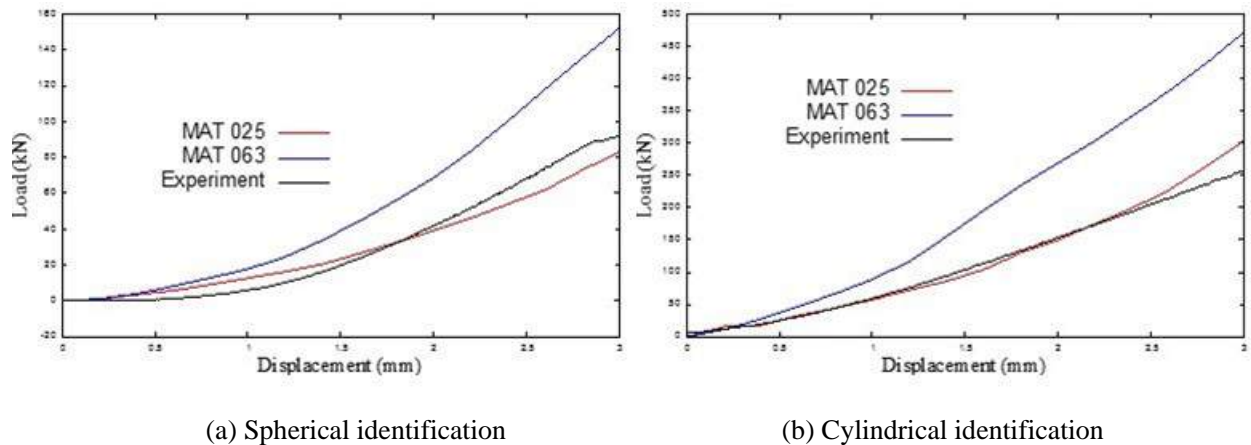 160
140
120
100
80
60
40
20
0
-20
Load(kN)
MAT 025
MAT 063
Experiment
0
0.5
1
1.5
2
2.5
3
Displacement (mm)
(a) Spherical identification
500
450
400
350
300
250
200
150
100
50
0
Load(kN)
MAT 025
MAT 063
Experiment
0
0.5
1
1.5
2
2.5
3
Displacement (mm)
(b) Cylindrical identification